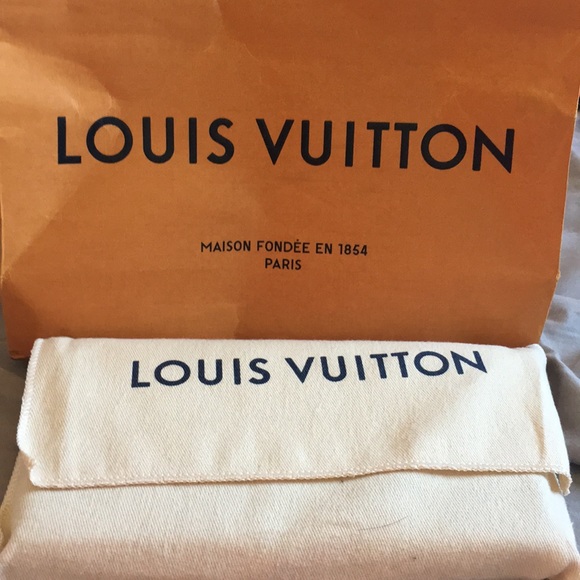 LOUIS VUITTON
MAISON FONDÉE EN 1854
PARIS
LOUIS VUITTON